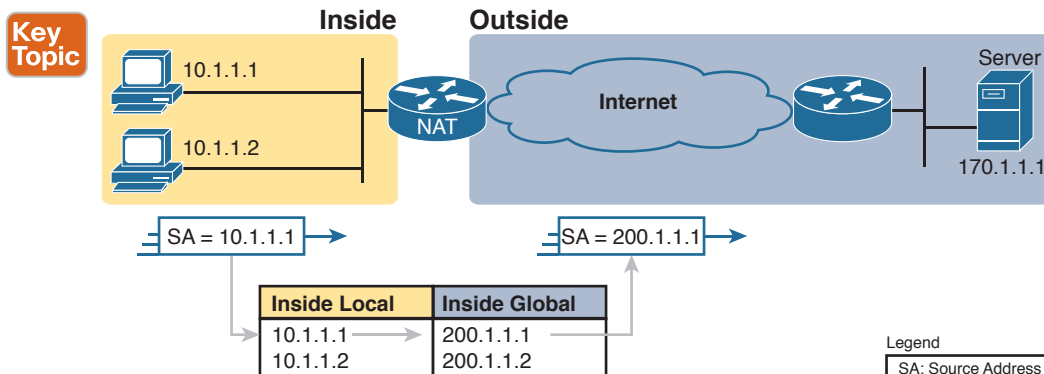 Key
Topic
Inside
Outside
10.1.1.1
10.1.1.2
NAT
Internet
Server
170.1.1.1
SA = 10.1.1.1
SA = 200.1.1.1
Inside Local
Inside Global
10.1.1.1
200.1.1.1
10.1.1.2
200.1.1.2
Legend
SA: Source Address